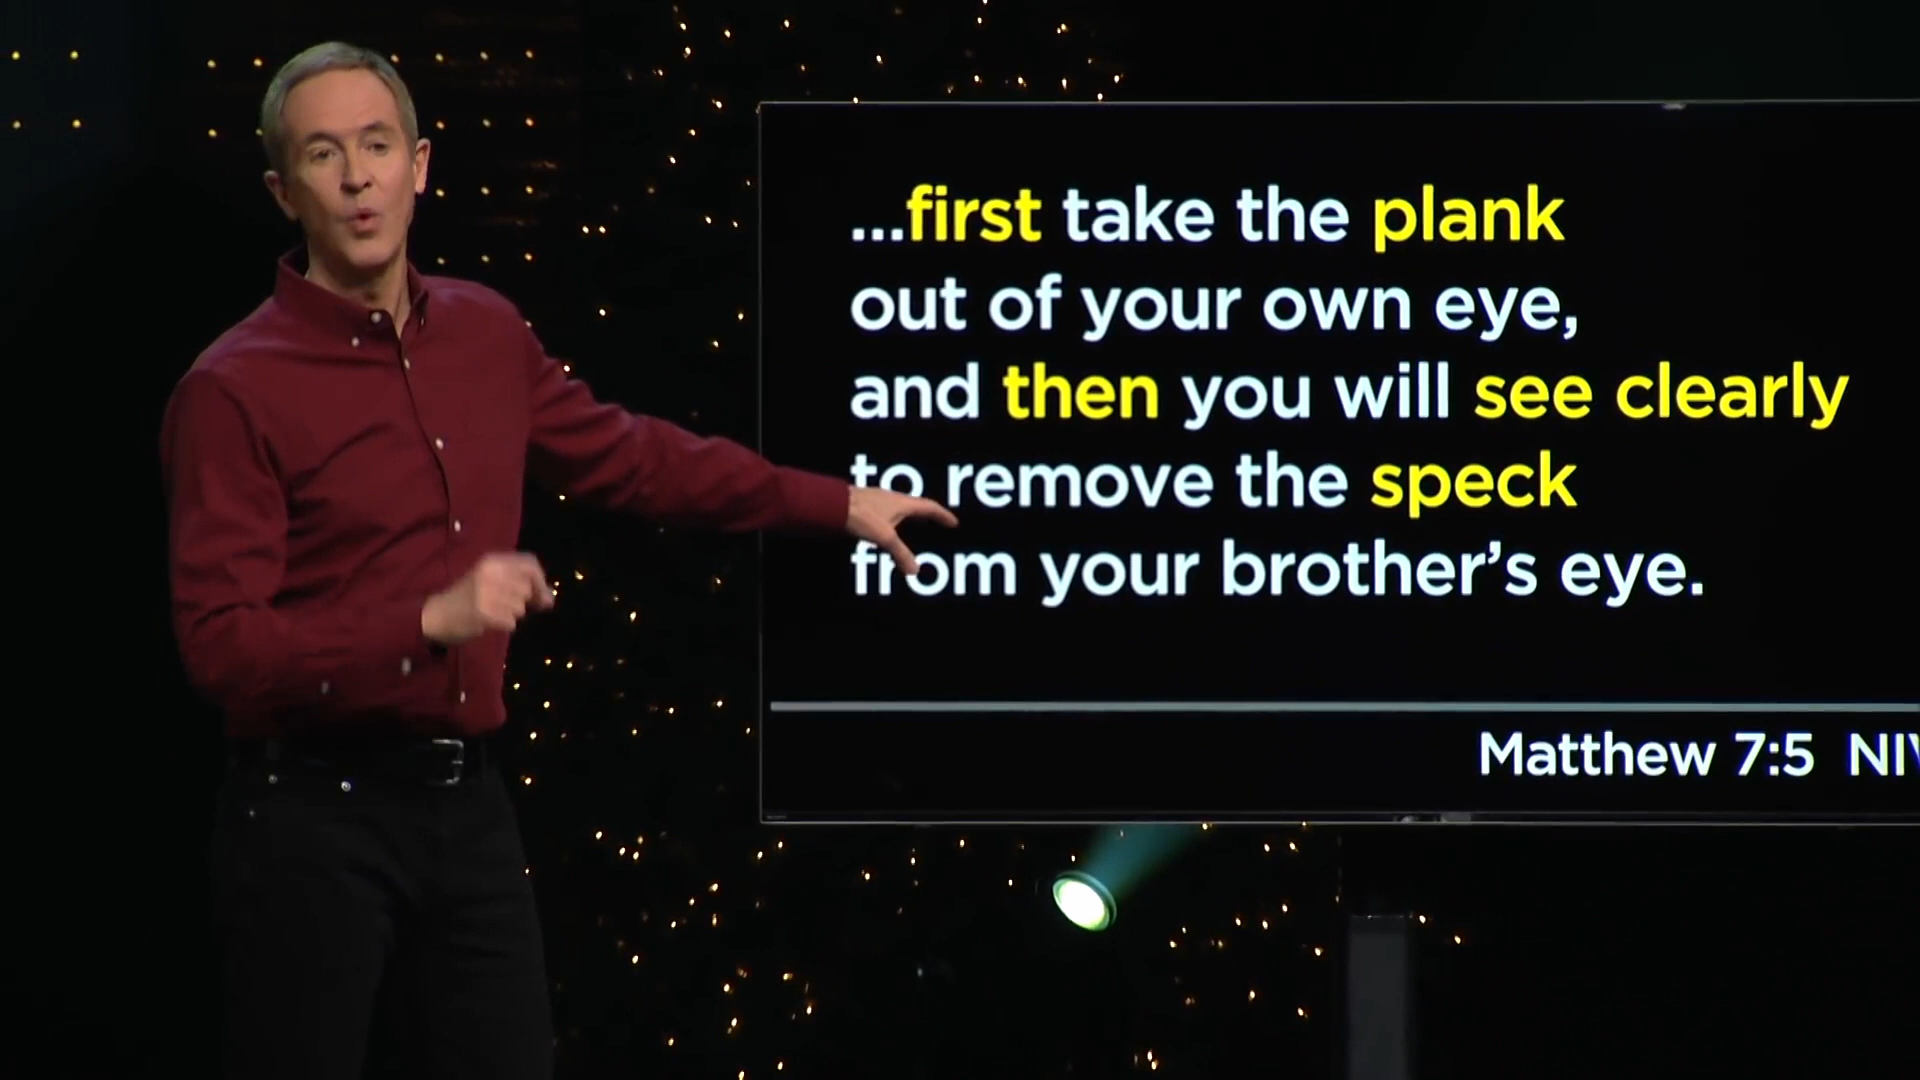 ...first take the plank
out of your own eye,
and then you will see clearly
to remove the speck
from your brother’s eye.
Matthew 7:5 NIV